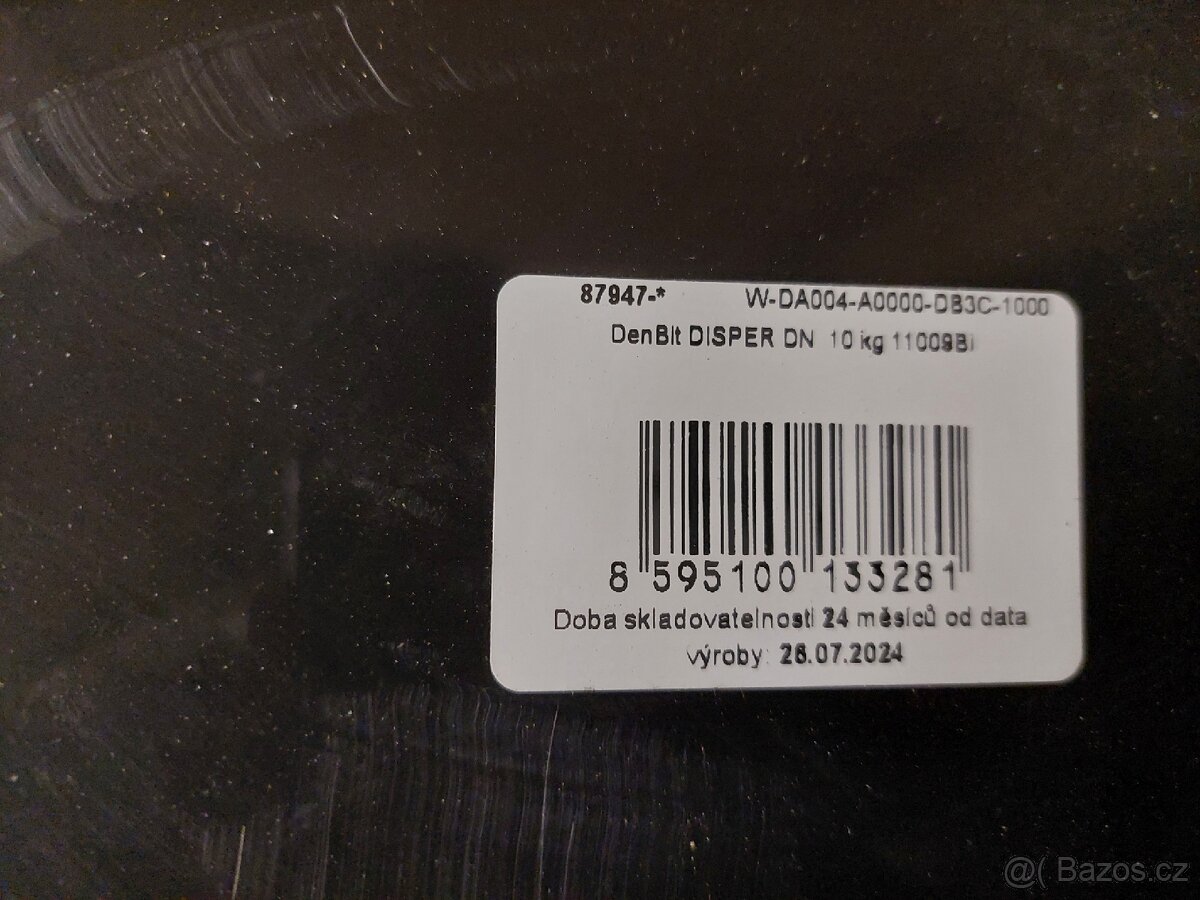 87947-* W-DA004-A0000-DB3C-1000
DenBit DISPER DN 10 kg 11009Bi
8 595100 133281
Doba skladovatelnosti 24 měsíců od data
výroby: 26.07.2024
@( Bazos.cz